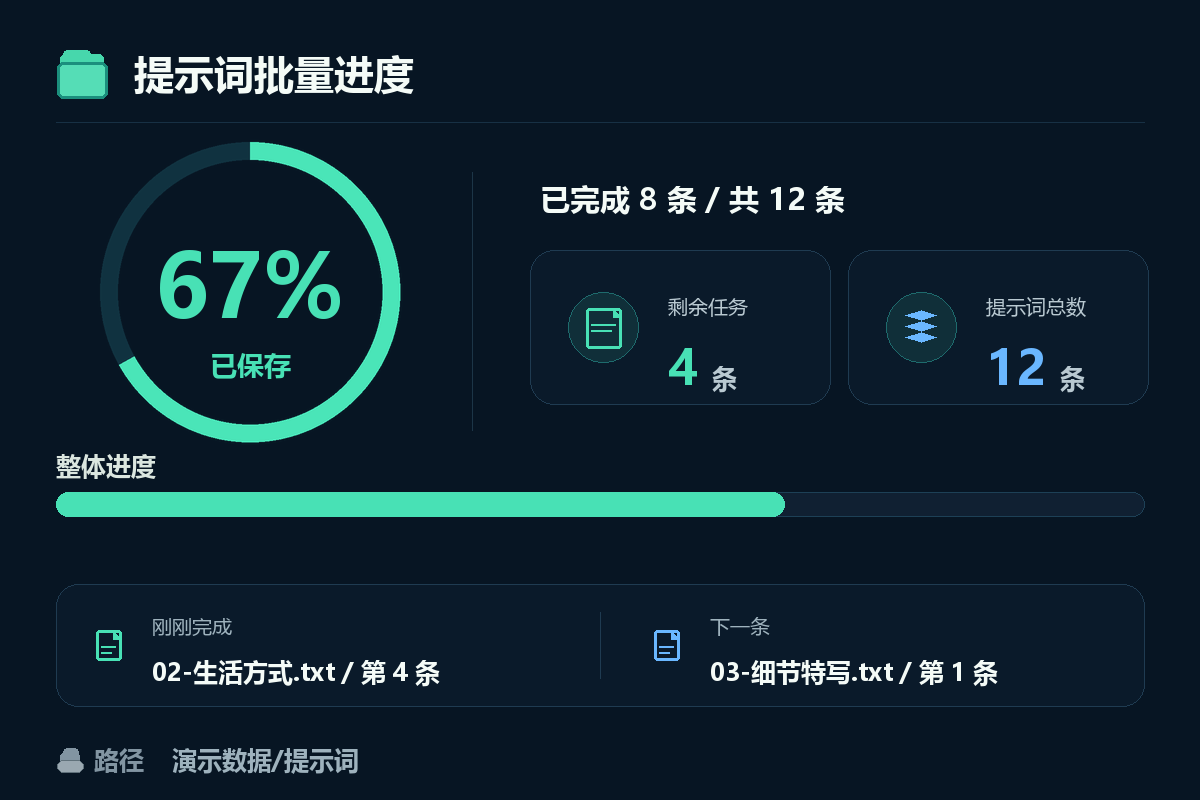 提示词批量进度
67%
已保存
已完成 8 条 / 共 12 条
剩余任务
4 条
提示词总数
12 条
整体进度
刚刚完成
02-生活方式.txt / 第 4 条
下一条
03-细节特写.txt / 第 1 条
路径 演示数据/提示词